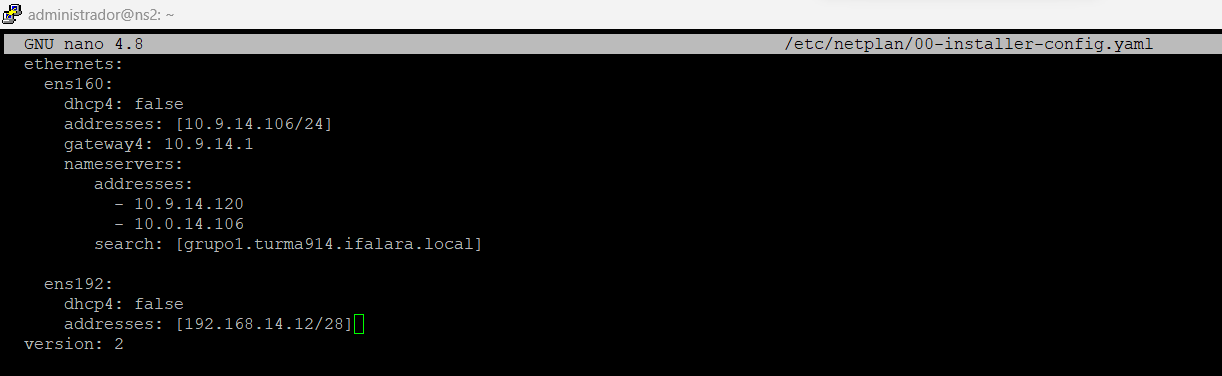 administrador@ns2: ~
GNU nano 4.8 /etc/netplan/00-installer-config.yaml
ethernets:
  ens160:
    dhcp4: false
    addresses: [10.9.14.106/24]
    gateway4: 10.9.14.1
    nameservers:
       addresses:
         - 10.9.14.120
         - 10.0.14.106
       search: [grupo1.turma914.ifalara.local]
  ens192:
    dhcp4: false
    addresses: [192.168.14.12/28]
version: 2